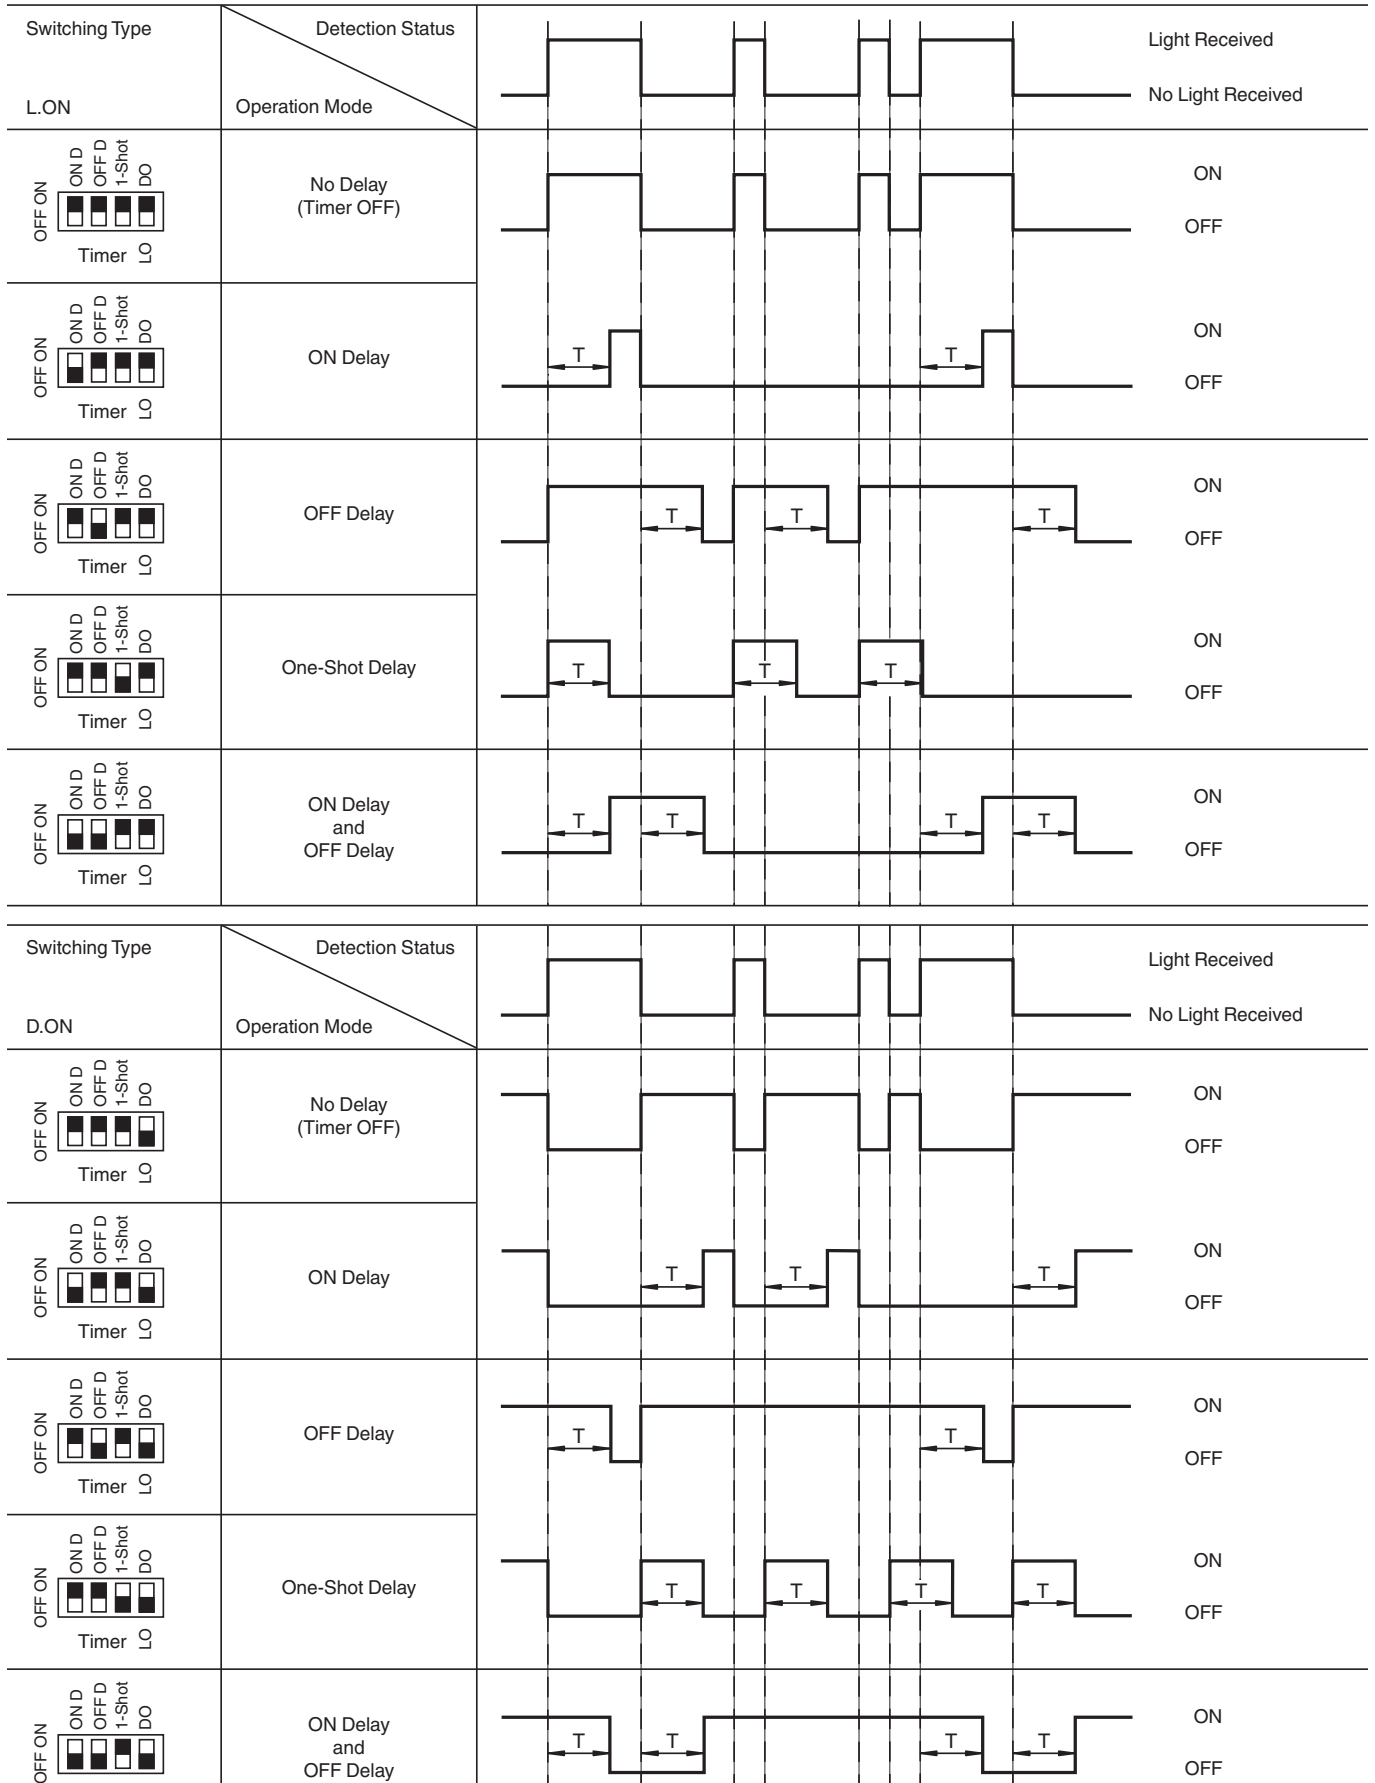 Switching Type
Detection Status
L.ON
Operation Mode
Light Received
No Light Received
ON D
OFF D
1-Shot
DO
OFF ON
Timer
LO
No Delay
(Timer OFF)
ON
OFF
ON D
OFF D
1-Shot
DO
OFF ON
Timer
LO
ON Delay
T
T
ON
OFF
ON D
OFF D
1-Shot
DO
OFF ON
Timer
LO
OFF Delay
T
T
T
ON
OFF
ON D
OFF D
1-Shot
DO
OFF ON
Timer
LO
One-Shot Delay
T
T
T
ON
OFF
ON D
OFF D
1-Shot
DO
OFF ON
Timer
LO
ON Delay
and
OFF Delay
T
T
T
T
ON
OFF
Switching Type
Detection Status
D.ON
Operation Mode
Light Received
No Light Received
ON D
OFF D
1-Shot
DO
OFF ON
Timer
LO
No Delay
(Timer OFF)
ON
OFF
ON D
OFF D
1-Shot
DO
OFF ON
Timer
LO
ON Delay
T
T
T
ON
OFF
ON D
OFF D
1-Shot
DO
OFF ON
Timer
LO
OFF Delay
T
T
ON
OFF
ON D
OFF D
1-Shot
DO
OFF ON
Timer
LO
One-Shot Delay
T
T
T
T
ON
OFF
ON D
OFF D
1-Shot
DO
OFF ON
ON Delay
and
OFF Delay
T
T
T
T
ON
OFF